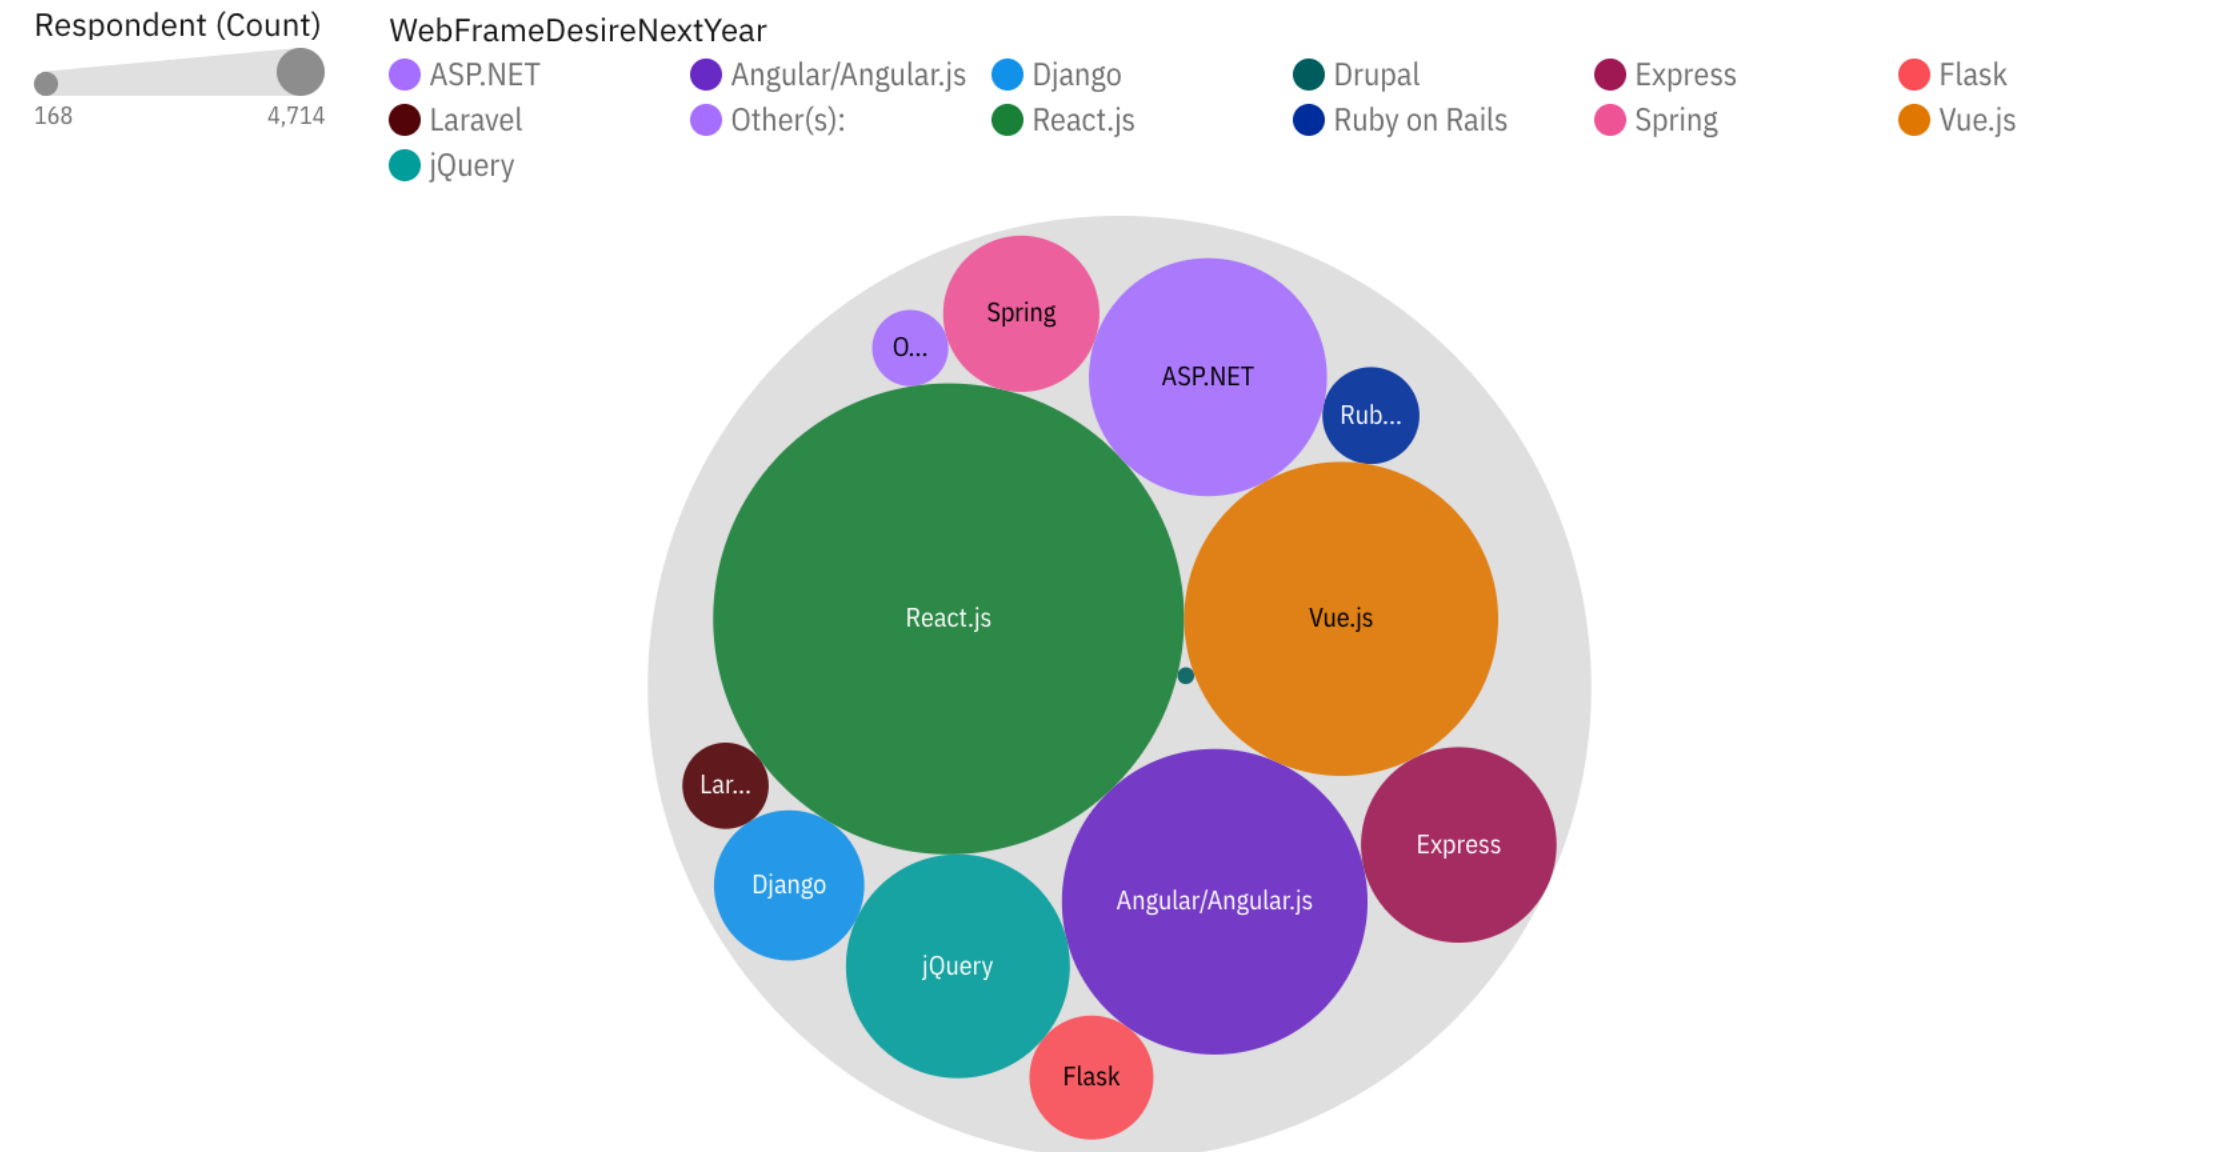 Respondent (Count)
168 4,714
WebFrameDesireNextYear
ASP.NET Angular/Angular.js Django Drupal Express Flask
Laravel Other(s): React.js Ruby on Rails Spring Vue.js
jQuery
Spring
O...
ASP.NET
Rub...
React.js
Vue.js
Lar...
Django
Express
Angular/Angular.js
jQuery
Flask